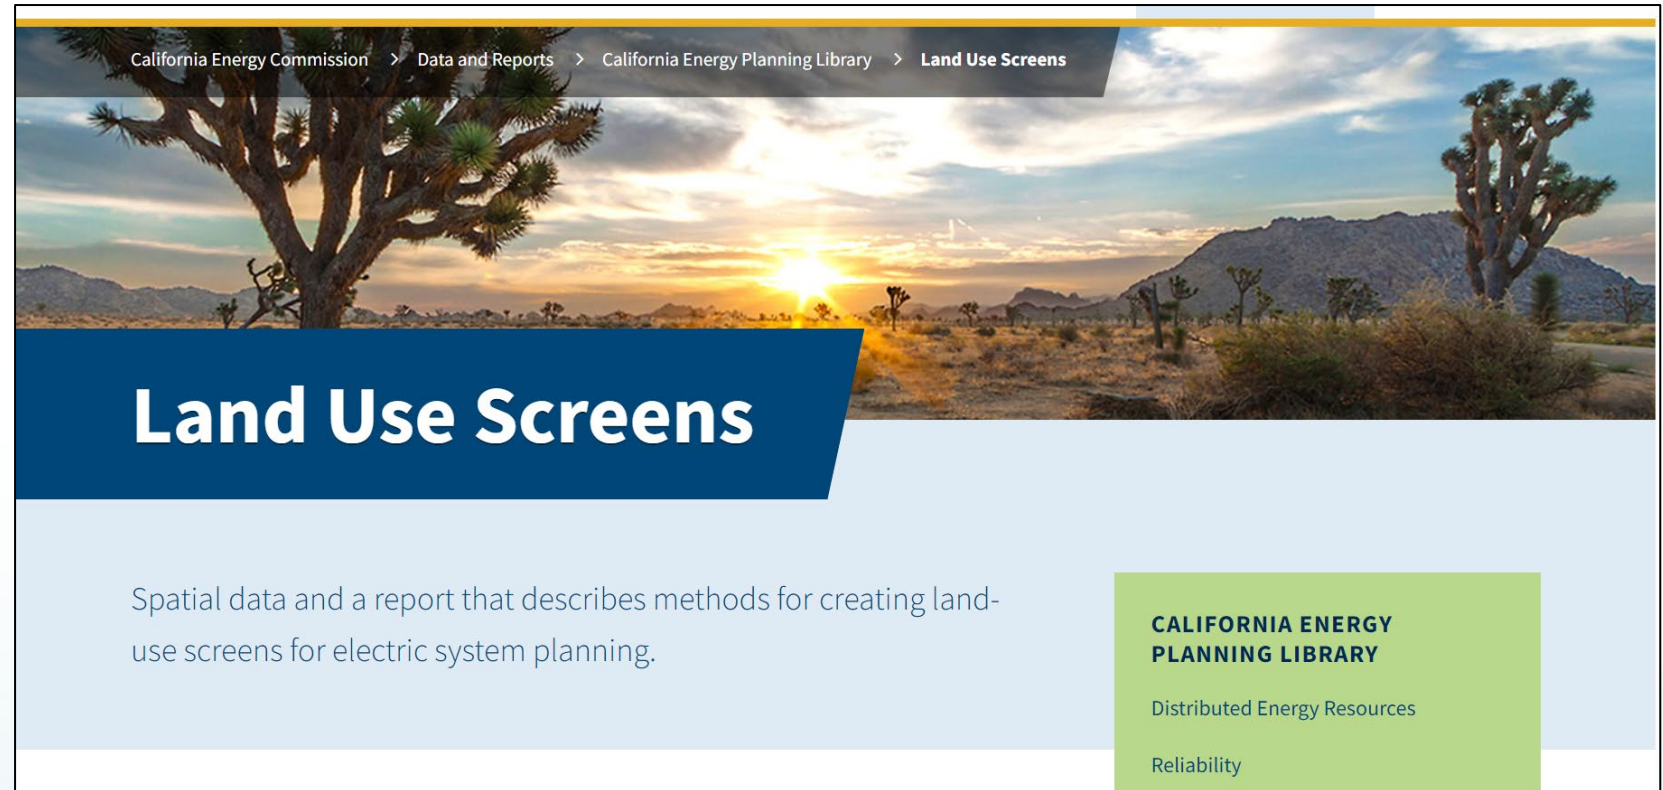 California Energy Commission > Data and Reports > California Energy Planning Library > Land Use Screens
Land Use Screens
Spatial data and a report that describes methods for creating land-
use screens for electric system planning.
CALIFORNIA ENERGY
PLANNING LIBRARY
Distributed Energy Resources
Reliability